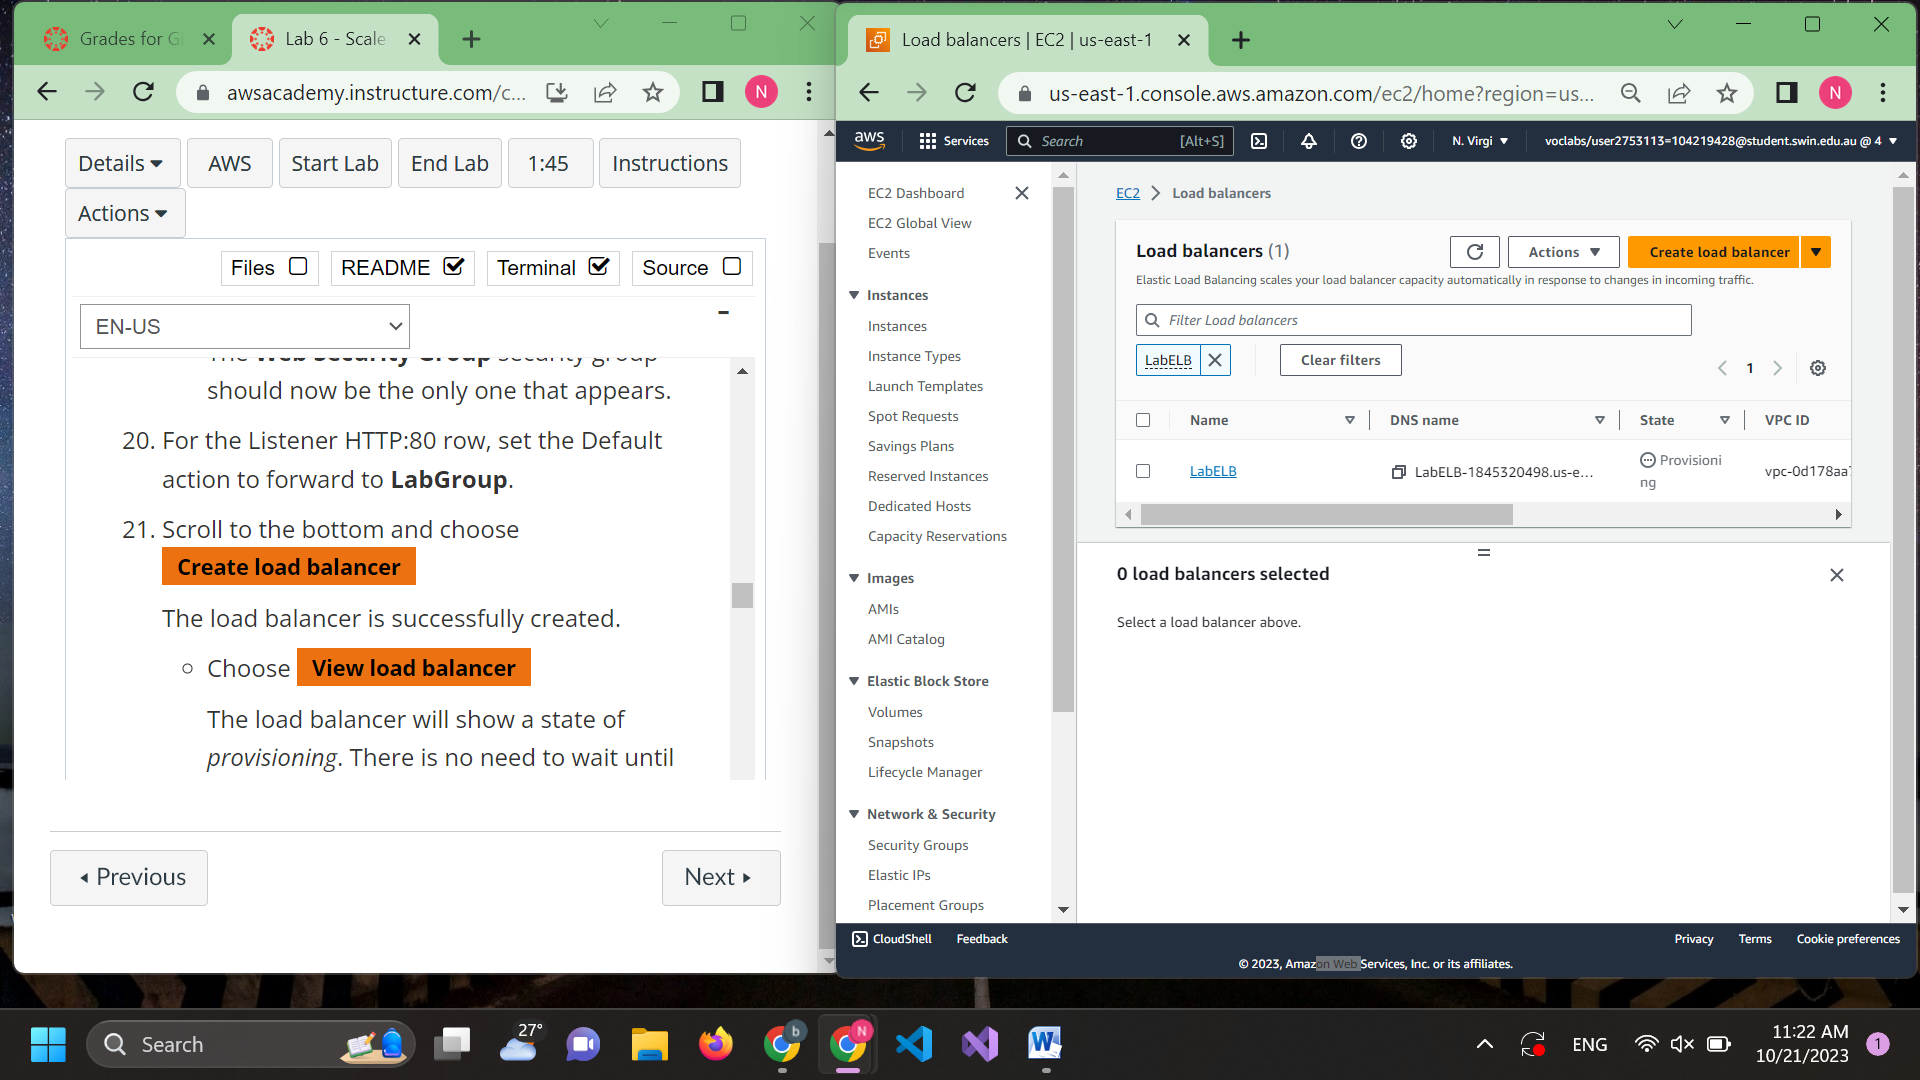 Grades for Gi
Lab 6 - Scale
awsacademy.instructure.com/c...
N
Details
AWS
Start Lab
End Lab
1:45
Instructions
Actions
Files
README
Terminal
Source
EN-US
should now be the only one that appears.
20. For the Listener HTTP:80 row, set the Default
action to forward to LabGroup.
21. Scroll to the bottom and choose
Create load balancer
The load balancer is successfully created.
Choose View load balancer
The load balancer will show a state of
provisioning. There is no need to wait until
Previous
Next
Load balancers | EC2 | us-east-1
us-east-1.console.aws.amazon.com/ec2/home?region=us...
N
aws
Services
Search
[Alt+S]
N. Virgi
voclabs/user2753113=104219428@student.swin.edu.au @ 4
EC2 Dashboard
EC2 Global View
Events
Instances
Instances
Instance Types
Launch Templates
Spot Requests
Savings Plans
Reserved Instances
Dedicated Hosts
Capacity Reservations
Images
AMIs
AMI Catalog
Elastic Block Store
Volumes
Snapshots
Lifecycle Manager
Network & Security
Security Groups
Elastic IPs
Placement Groups
EC2 > Load balancers
Load balancers (1)
Actions
Create load balancer
Elastic Load Balancing scales your load balancer capacity automatically in response to changes in incoming traffic.
Filter Load balancers
LabELB
Clear filters
1
Name
DNS name
State
VPC ID
LabELB
LabELB-1845320498.us-e...
Provisioni
ng
vpc-0d178aa
0 load balancers selected
Select a load balancer above.
CloudShell
Feedback
Privacy
Terms
Cookie preferences
© 2023, Amazon Web Services, Inc. or its affiliates.
Search
27°
b
N
ENG
11:22 AM
10/21/2023
1